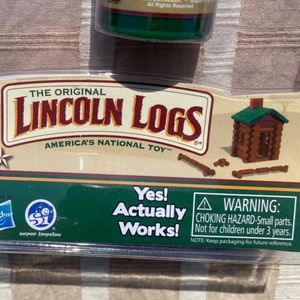 All Rights Reserved.
THE ORIGINAL
LINCOLN LOGS®
AMERICA'S NATIONAL TOY™
Yes!
Actually
Works!
super impulse
WARNING:
CHOKING HAZARD-Small parts.
Not for children under 3 years.
NOTE: Keep packaging for future reference.